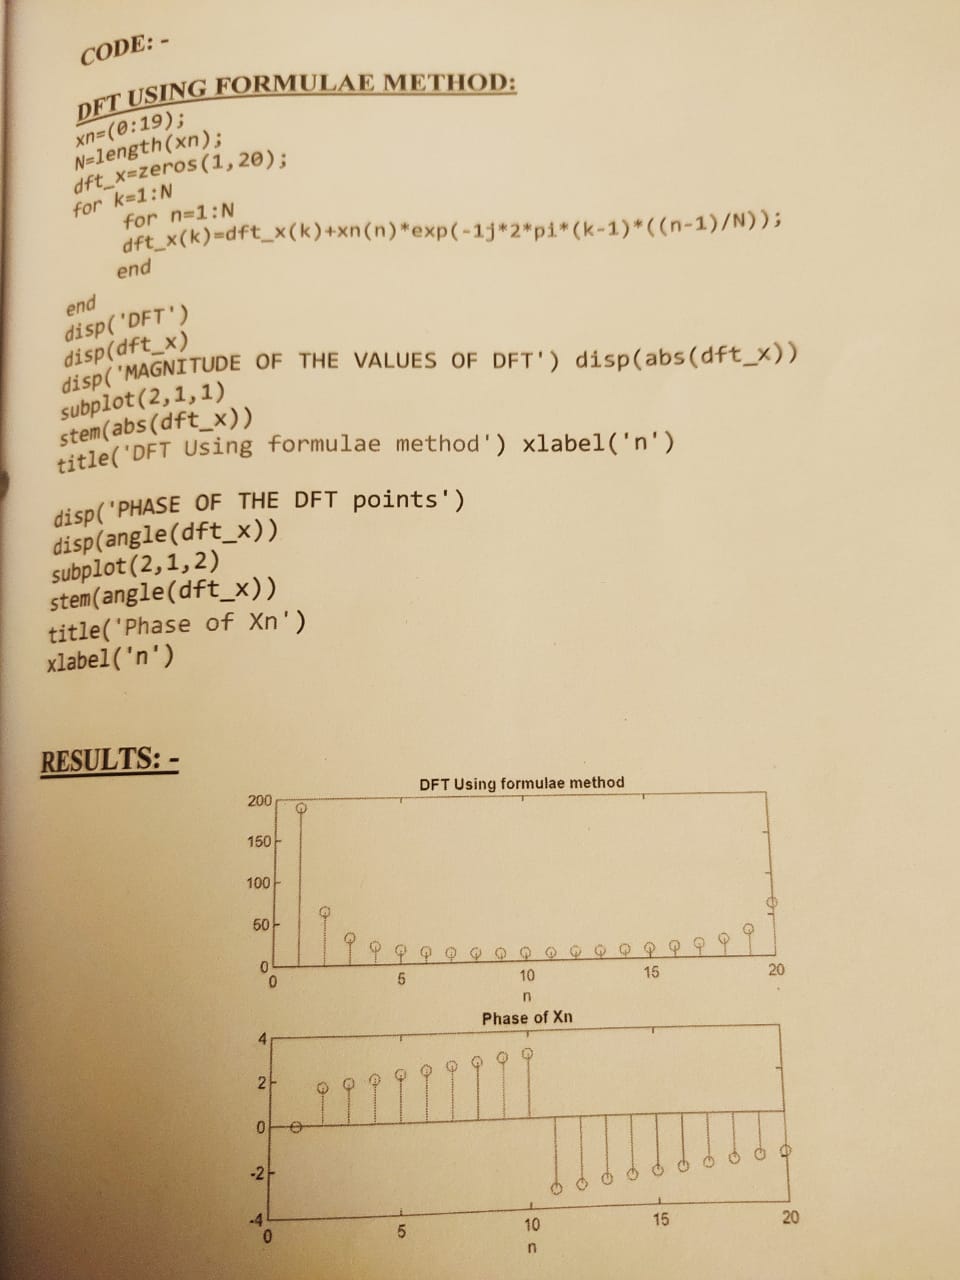 CODE: -
DFT USING FORMULAE METHOD:
xn=(0:19);
N=length(xn);
dft_x=zeros(1,20);
for k=1:N
for n=1:N
dft_x(k)=dft_x(k)+xn(n)*exp(-1j*2*pi*(k-1)*((n-1)/N));
end
end
disp('DFT')
disp(dft_x)
disp('MAGNITUDE OF THE VALUES OF DFT') disp(abs(dft_x))
subplot(2,1,1)
stem(abs(dft_x))
title('DFT Using formulae method') xlabel('n')
disp('PHASE OF THE DFT points')
disp(angle(dft_x))
subplot(2,1,2)
stem(angle(dft_x))
title('Phase of Xn')
xlabel('n')
RESULTS: -
DFT Using formulae method
200
150
100
50
0
0 5 10 15 20
n
Phase of Xn
4
2
0
-2
-4
0 5 10 15 20
n